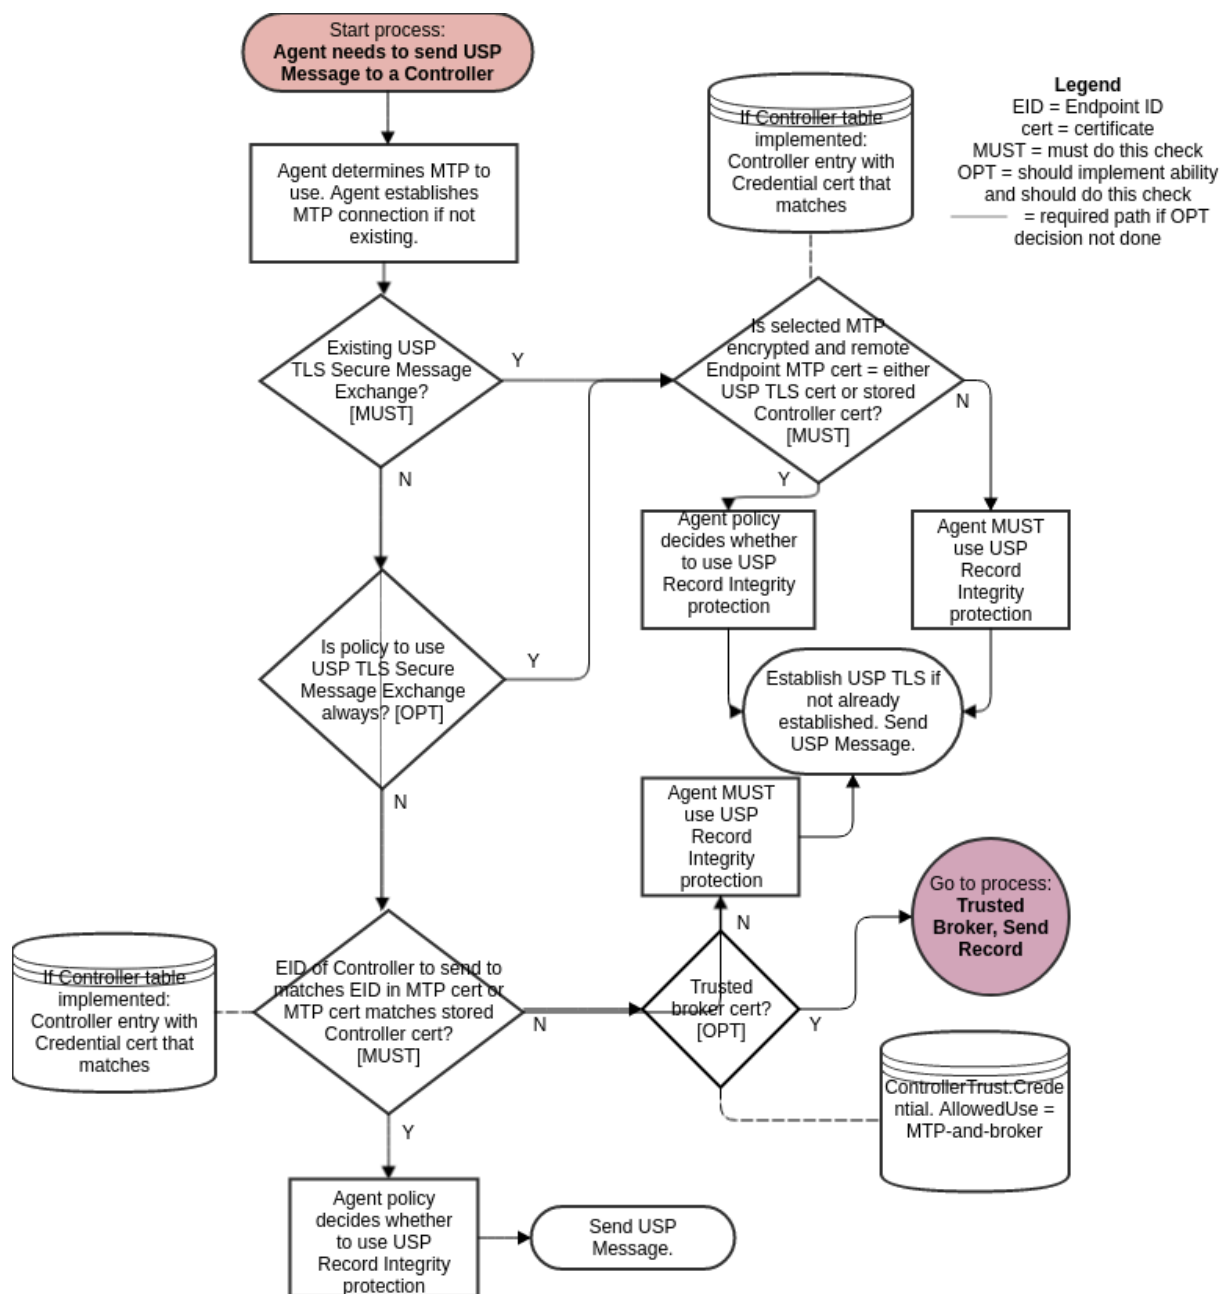 Start process:
Agent needs to send USP
Message to a Controller
Agent determines MTP to
use. Agent establishes
MTP connection if not
existing.
If Controller table
implemented:
Controller entry with
Credential cert that
matches
Legend
EID = Endpoint ID
cert = certificate
MUST = must do this check
OPT = should implement ability
and should do this check
= required path if OPT
decision not done
Existing USP
TLS Secure Message
Exchange?
[MUST]
Y
N
Is selected MTP
encrypted and remote
Endpoint MTP cert = either
USP TLS cert or stored
Controller cert?
[MUST]
N
Y
Agent policy
decides whether
to use USP
Record Integrity
protection
Agent MUST
use USP
Record
Integrity
protection
Is policy to use
USP TLS Secure
Message Exchange
always? [OPT]
Y
N
Establish USP TLS if
not already
established. Send
USP Message.
Agent MUST
use USP
Record
Integrity
protection
Go to process:
Trusted
Broker, Send
Record
If Controller table
implemented:
Controller entry with
Credential cert that
matches
EID of Controller to send to
matches EID in MTP cert or
MTP cert matches stored
Controller cert?
[MUST]
N
Y
N
Trusted
broker cert?
[OPT]
Y
ControllerTrust.Crede
ntial. AllowedUse =
MTP-and-broker
Agent policy
decides whether
to use USP
Record Integrity
protection
Send USP
Message.